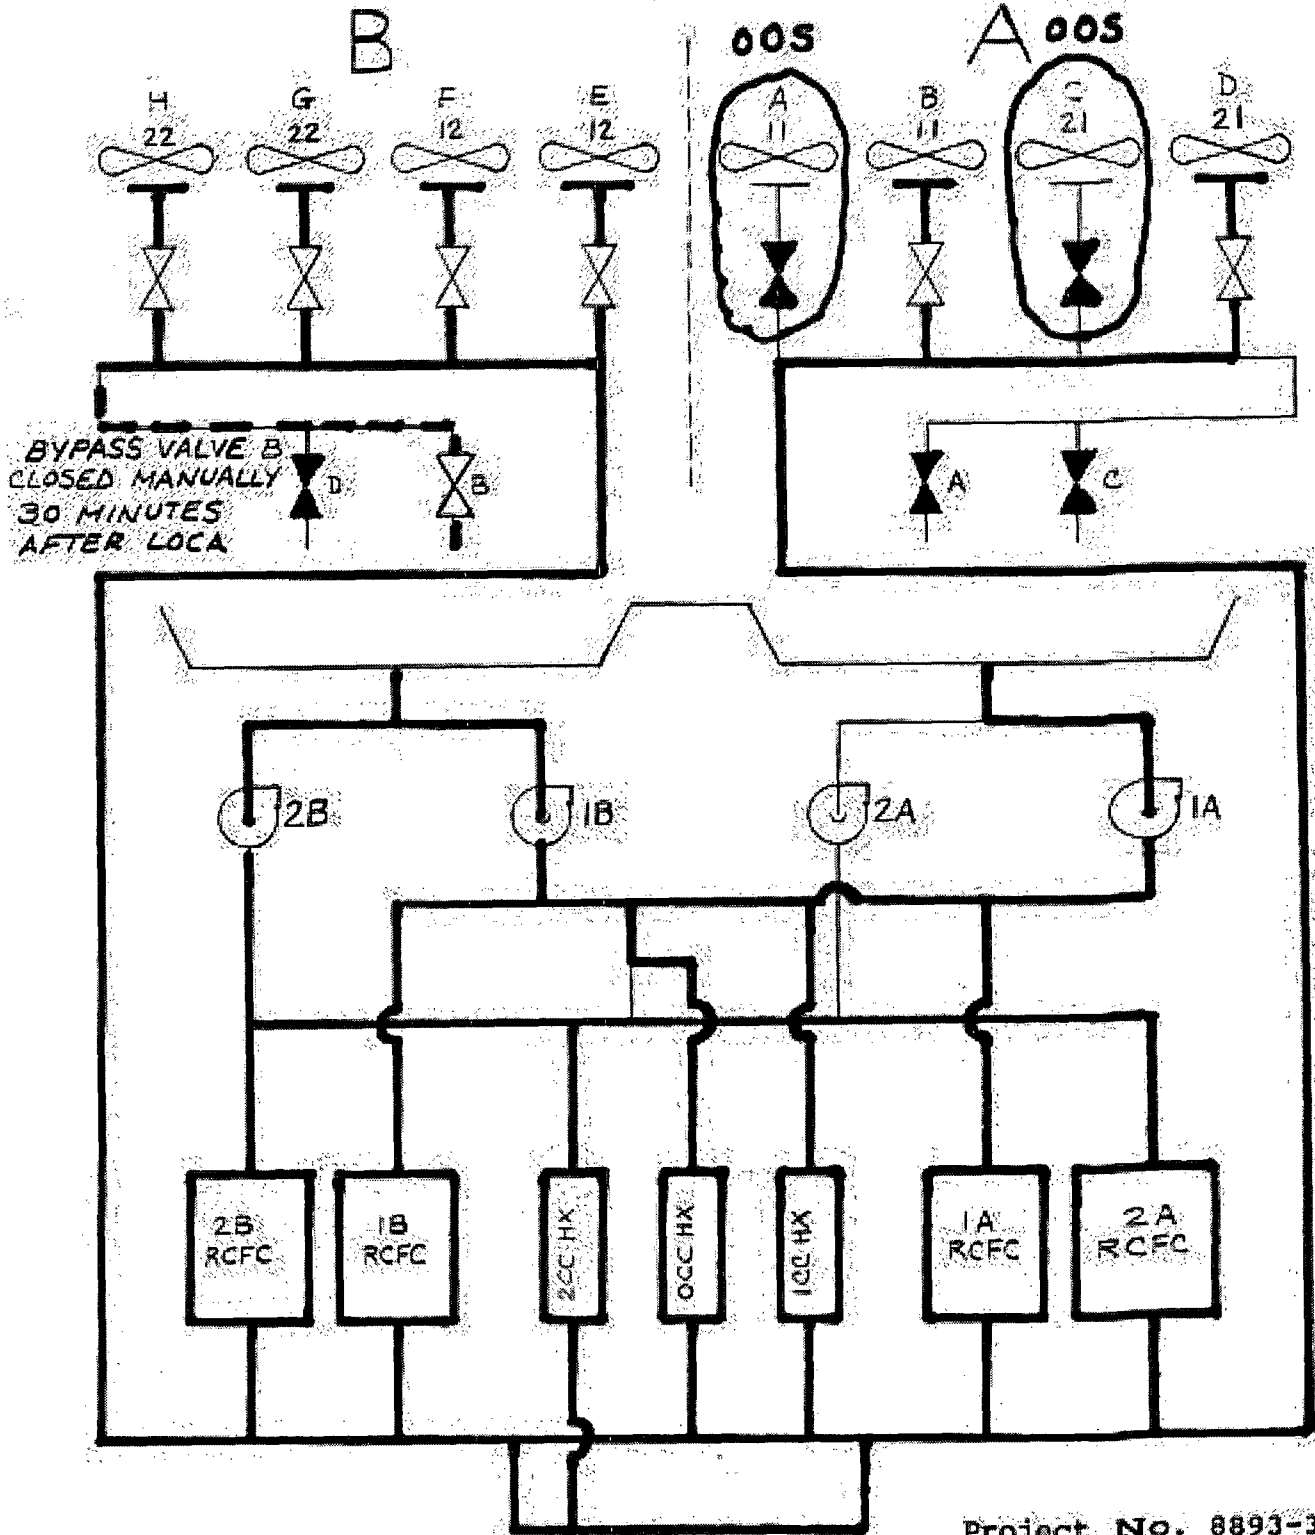 B
OOS
A OOS
H
22
G
22
F
12
E
12
A
11
B
11
C
21
D
21
BYPASS VALVE B
CLOSED MANUALLY
30 MINUTES
AFTER LOCA
D
B
A
C
2B
1B
2A
1A
2B
RCFC
1B
RCFC
2CC HX
0CC HX
1CC HX
1A
RCFC
2A
RCFC
Project No. 8893-